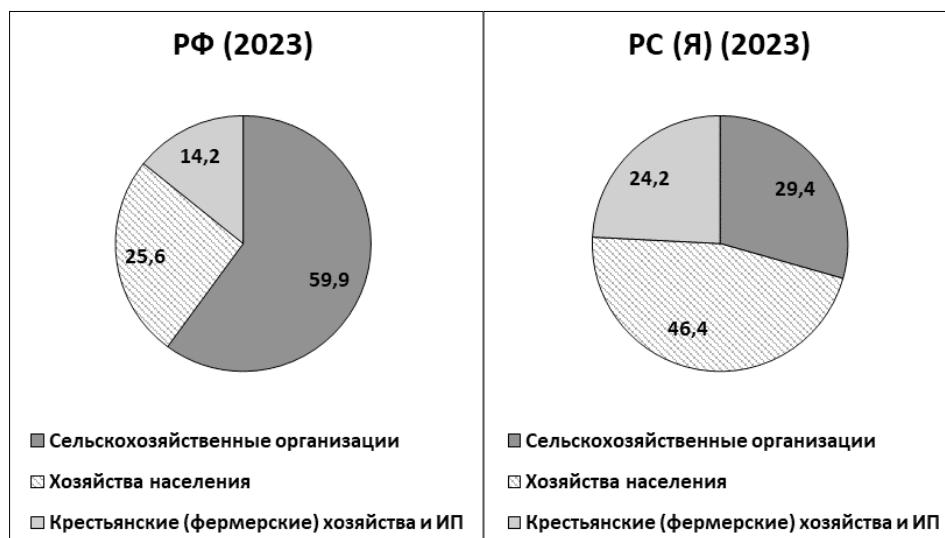 РФ (2023)
14,2
25,6
59,9
Сельскохозяйственные организации
Хозяйства населения
Крестьянские (фермерские) хозяйства и ИП
РС (Я) (2023)
24,2
29,4
46,4
Сельскохозяйственные организации
Хозяйства населения
Крестьянские (фермерские) хозяйства и ИП